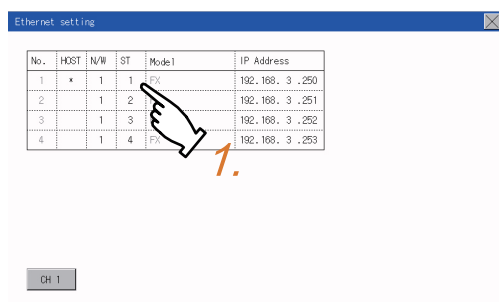 Ethernet setting
No. HOST N/W ST Model IP Address
1 * 1 1 FX 192.168. 3 .250
2 1 2 192.168. 3 .251
3 1 3 192.168. 3 .252
4 1 4 FX 192.168. 3 .253
1.
CH 1